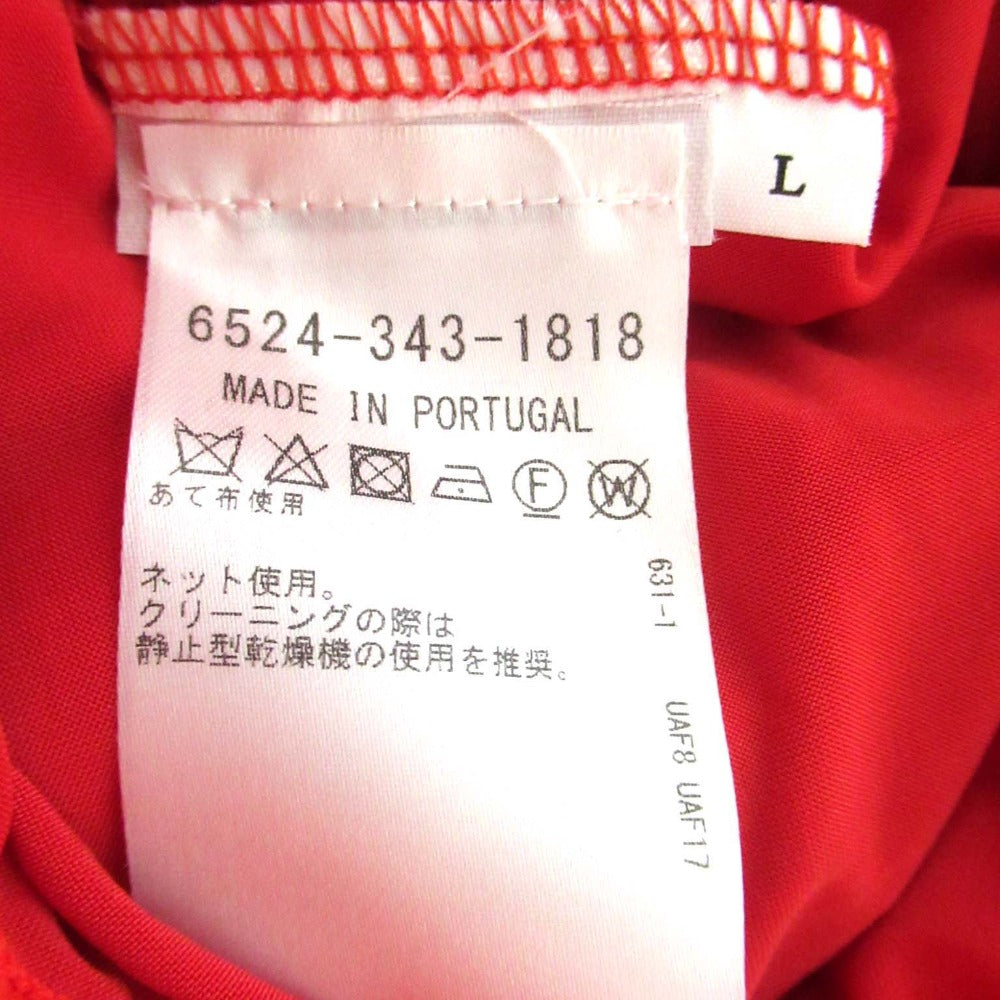 L
6524-343-1818
MADE IN PORTUGAL
F
W
あて布使用
ネット使用。
クリーニングの際は
静止型乾燥機の使用を推奨。
631-1
UAF8 UAF17